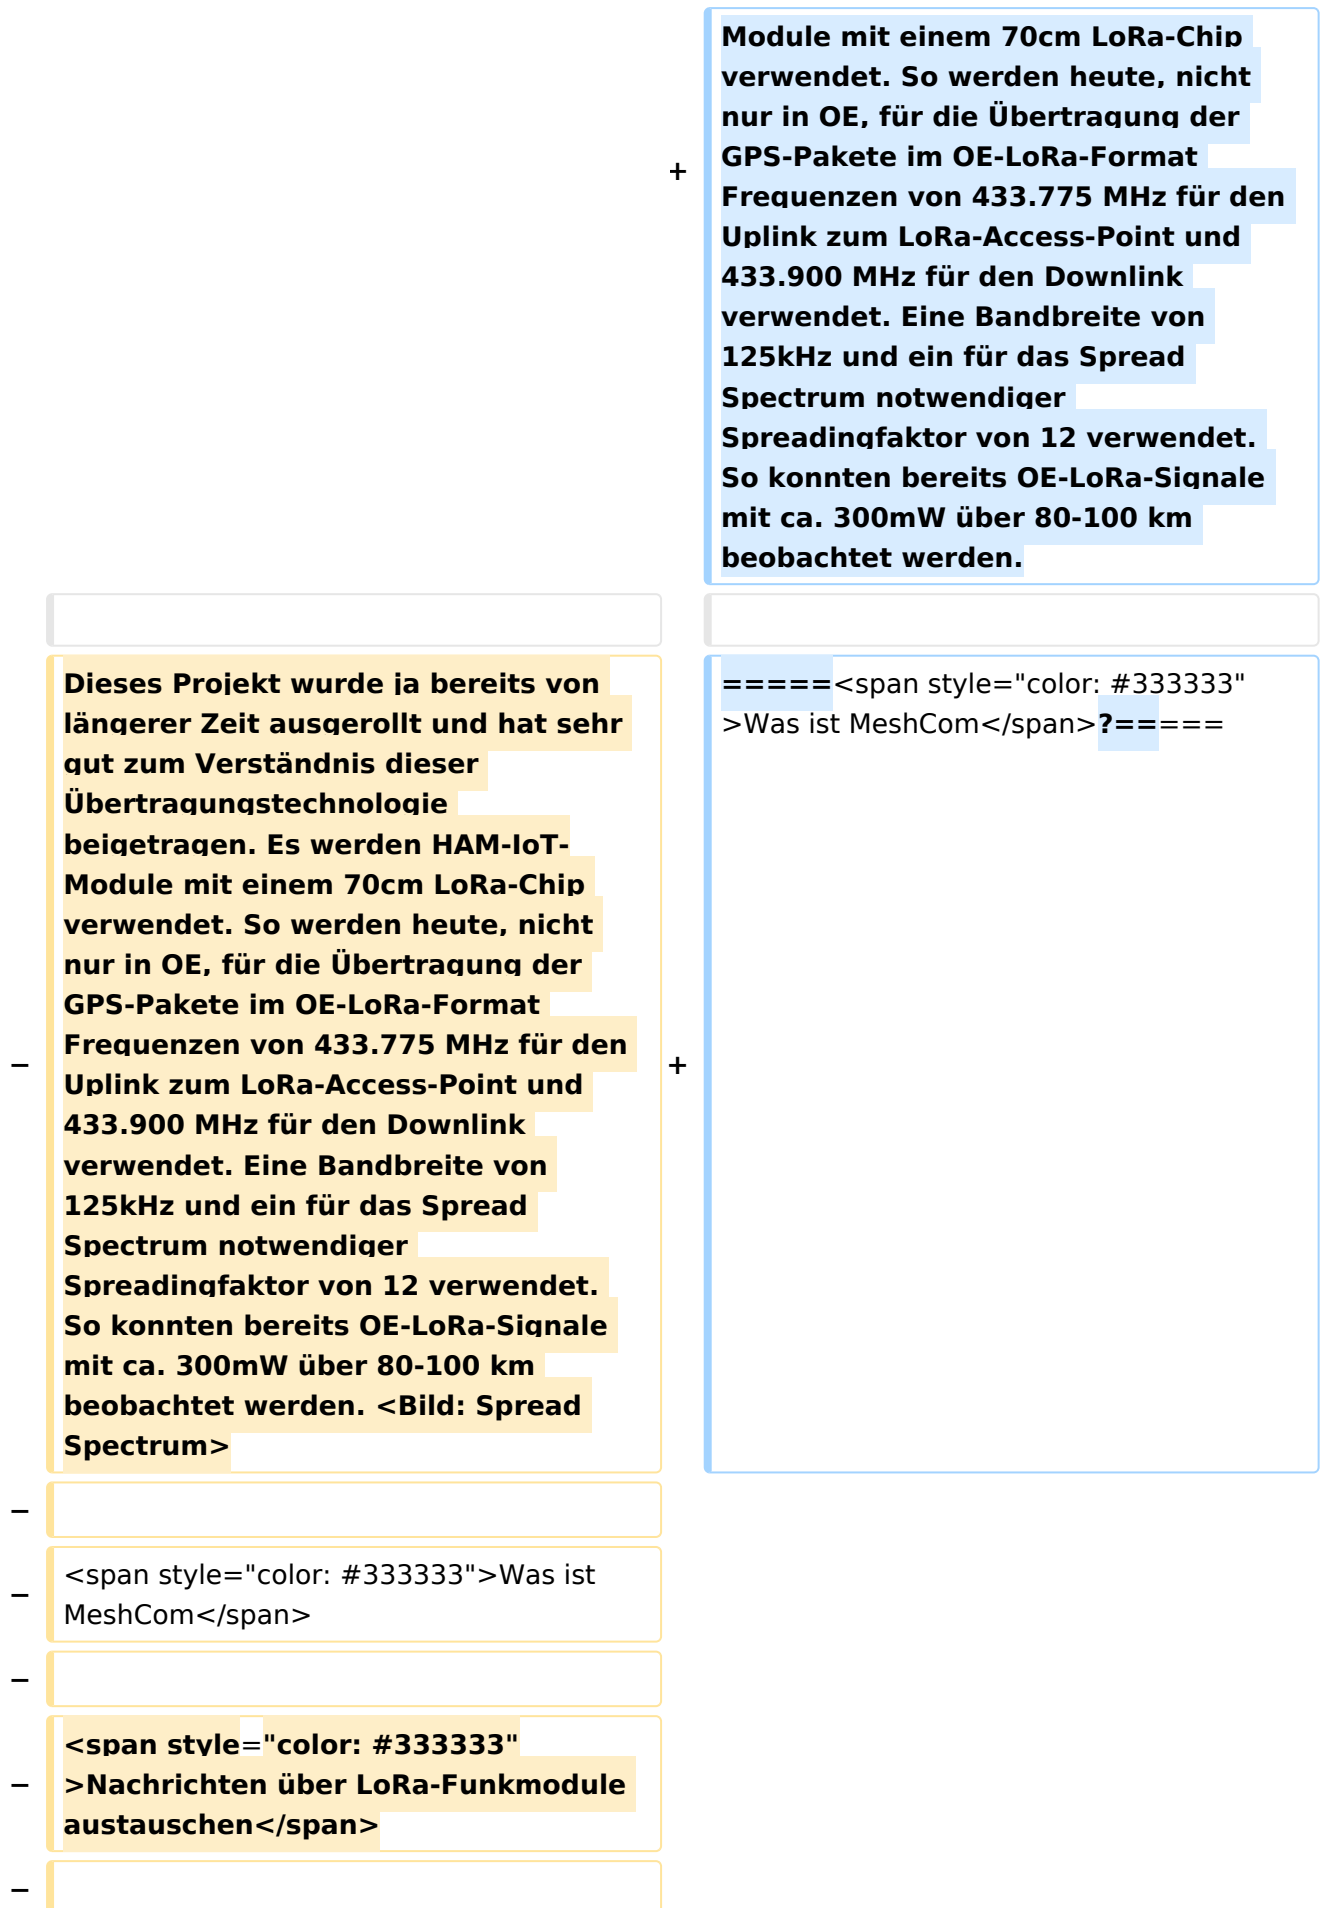 Module mit einem 70cm LoRa-Chip
verwendet. So werden heute, nicht
nur in OE, für die Übertragung der
GPS-Pakete im OE-LoRa-Format
+
Frequenzen von 433.775 MHz für den
Uplink zum LoRa-Access-Point und
433.900 MHz für den Downlink
verwendet. Eine Bandbreite von
125kHz und ein für das Spread
Spectrum notwendiger
Spreadingfaktor von 12 verwendet.
So konnten bereits OE-LoRa-Signale
mit ca. 300mW über 80-100 km
beobachtet werden.
Dieses Projekt wurde ja bereits von
längerer Zeit ausgerollt und hat sehr
gut zum Verständnis dieser
Übertragungstechnologie
beigetragen. Es werden HAM-IoT-
Module mit einem 70cm LoRa-Chip
verwendet. So werden heute, nicht
nur in OE, für die Übertragung der
GPS-Pakete im OE-LoRa-Format
− Frequenzen von 433.775 MHz für den
Uplink zum LoRa-Access-Point und
433.900 MHz für den Downlink
verwendet. Eine Bandbreite von
125kHz und ein für das Spread
Spectrum notwendiger
Spreadingfaktor von 12 verwendet.
So konnten bereits OE-LoRa-Signale
mit ca. 300mW über 80-100 km
beobachtet werden. <Bild: Spread
Spectrum>
+
=====<span style="color: #333333"
>Was ist MeshCom</span>?=====
−
− <span style="color: #333333">Was ist
MeshCom</span>
−
<span style="color: #333333"
− >Nachrichten über LoRa-Funkmodule
austauschen</span>
−